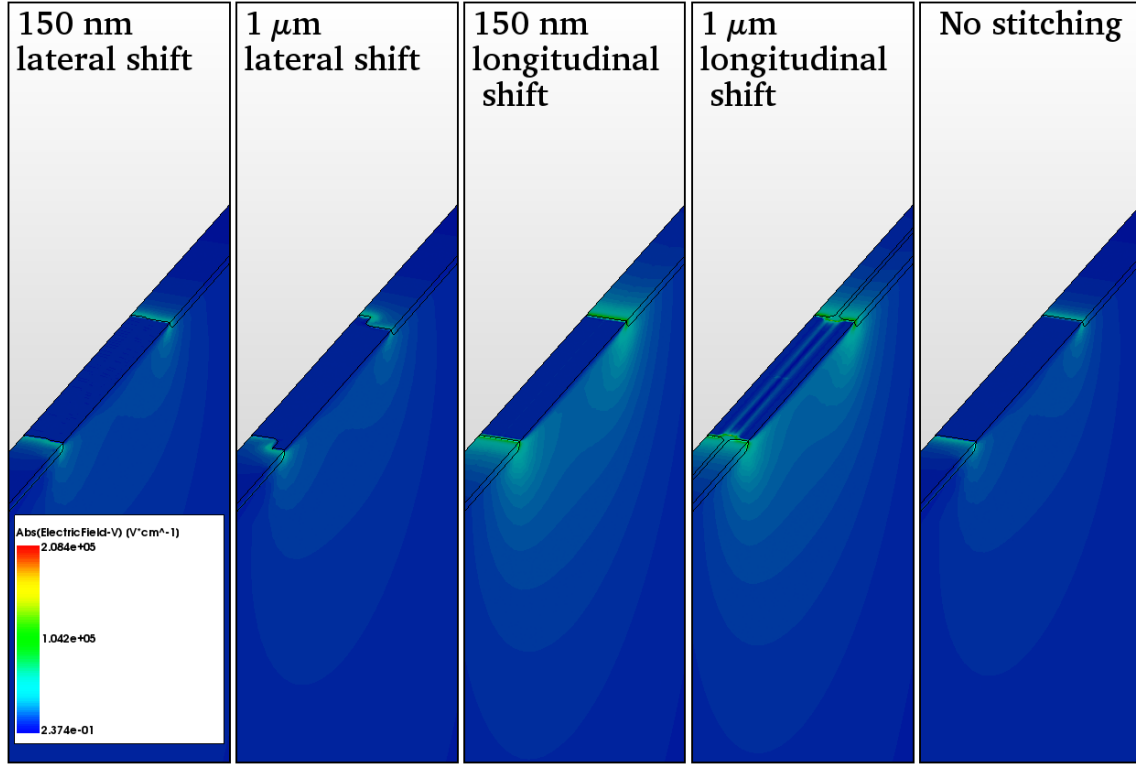 150 nm
lateral shift
1 μm
lateral shift
150 nm
longitudinal
shift
1 μm
longitudinal
shift
No stitching
Abs(ElectricField-V) (V*cm^-1)
2.084e+05
1.042e+05
2.374e-01